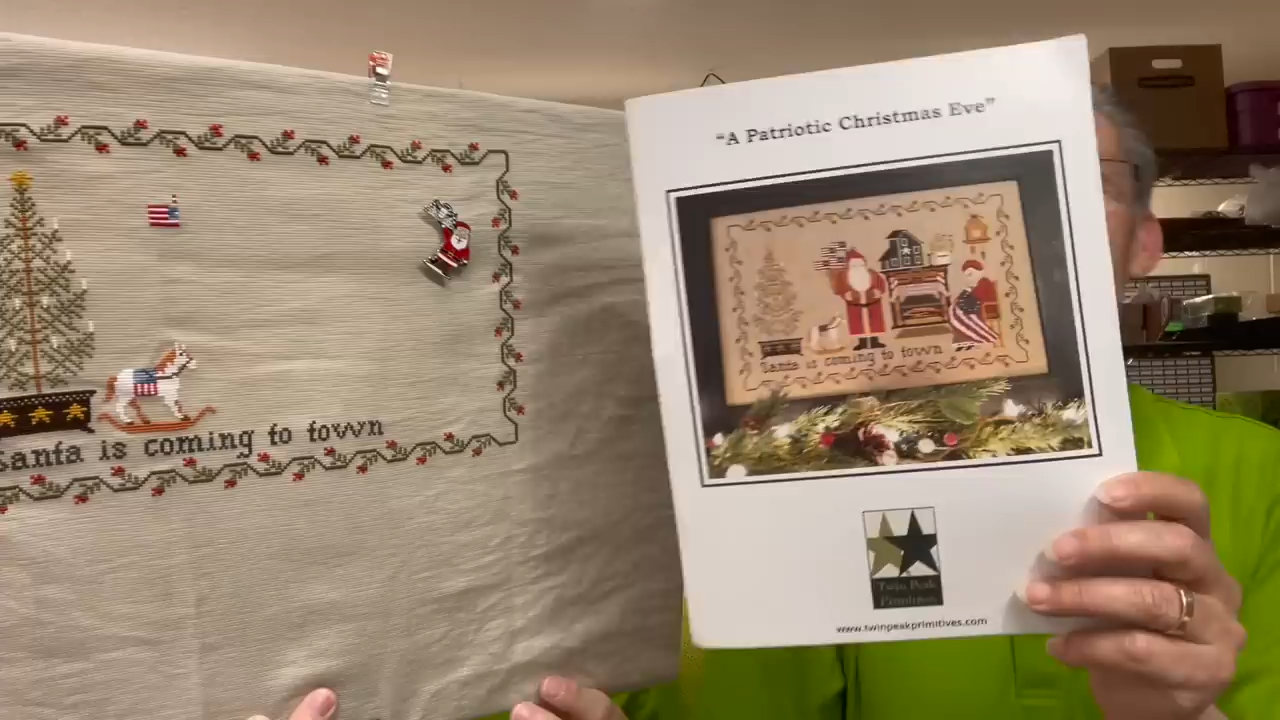 "A Patriotic Christmas Eve"
Santa is coming to town
Santa is coming to town
Twin Peak
Primitives
www.twinpeakprimitives.com